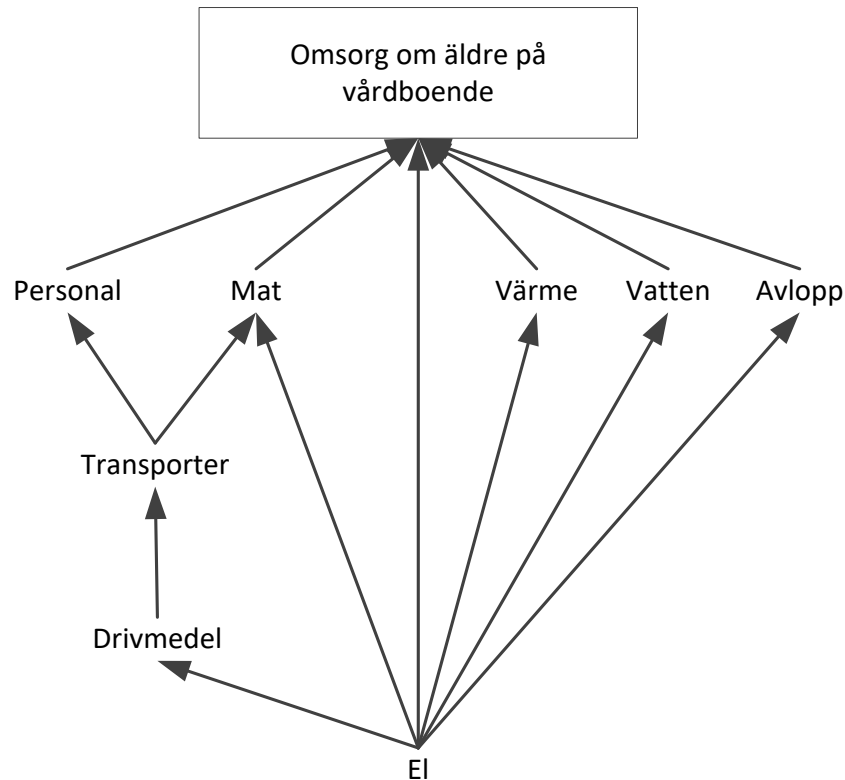 Omsorg om äldre på
vårdboende
Personal
Mat
Värme
Vatten
Avlopp
Transporter
Drivmedel
El